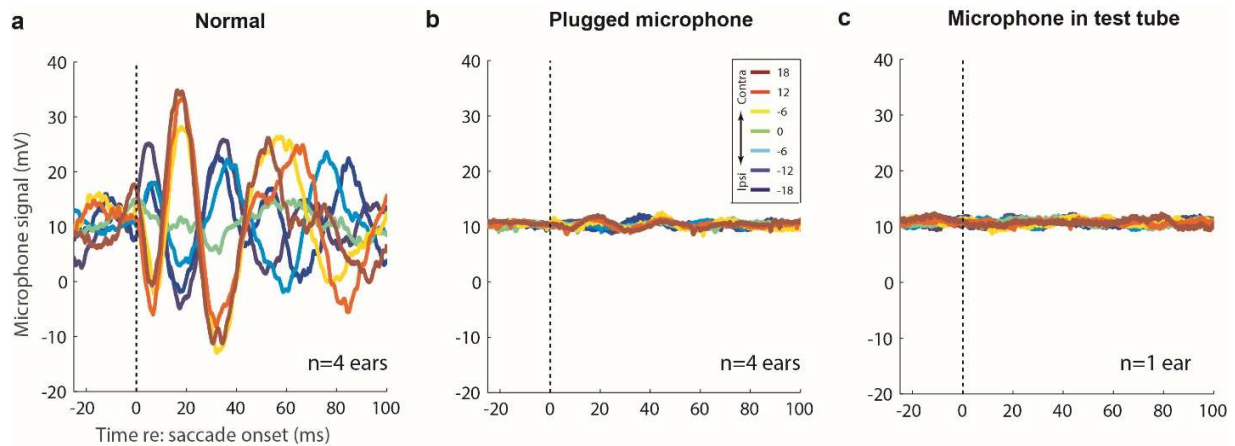 a
Normal
40
30
20
10
0
-10
-20
Microphone signal (mV)
n=4 ears
-20 0 20 40 60 80 100
Time re: saccade onset (ms)
b
Plugged microphone
40
30
20
10
0
-10
-20
Contra
Ipsi
18
12
-6
0
-6
-12
-18
n=4 ears
-20 0 20 40 60 80 100
c
Microphone in test tube
40
30
20
10
0
-10
-20
n=1 ear
-20 0 20 40 60 80 100